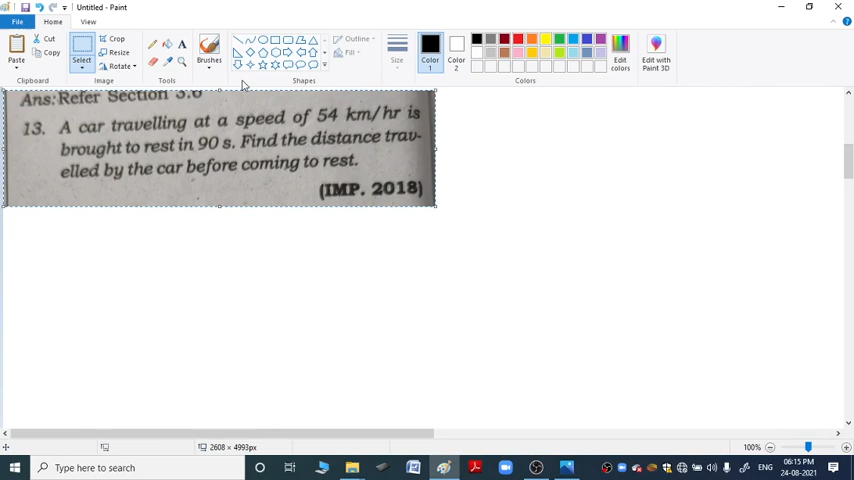 Untitled - Paint
File Home View
Cut Crop Outline
Copy Resize Fill
Paste Select Rotate Brushes Size Color 1 Color 2 Edit colors Edit with Paint 3D
Clipboard Image Tools Shapes Colors
Ans: Refer Section 3.6
13. A car travelling at a speed of 54 km/hr is
brought to rest in 90 s. Find the distance trav-
elled by the car before coming to rest.
(IMP. 2018)
2608 × 4993px 100%
Type here to search ENG 06:15 PM
24-08-2021